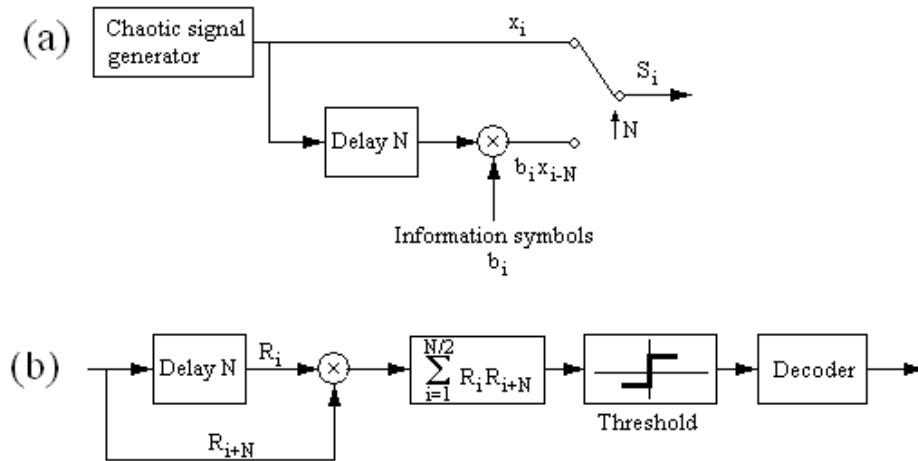 (a)
Chaotic signal
generator
x_i
S_i
N
Delay N
×
b_i x_{i-N}
Information symbols
b_i
(b)
Delay N
R_i
×
R_{i+N}
N/2
∑ R_i R_{i+N}
i=1
Threshold
Decoder